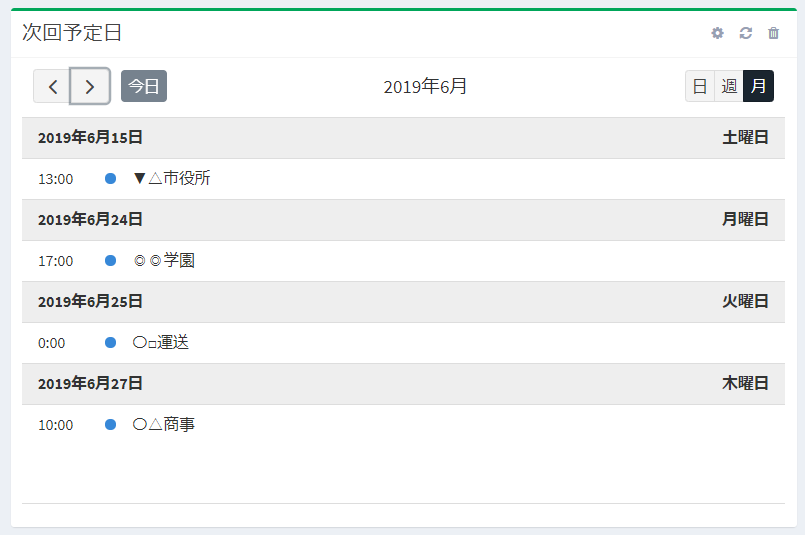 次回予定日
今日 2019年6月 日 週 月
2019年6月15日 土曜日
13:00 ▼△市役所
2019年6月24日 月曜日
17:00 ◎◎学園
2019年6月25日 火曜日
0:00 〇□運送
2019年6月27日 木曜日
10:00 〇△商事